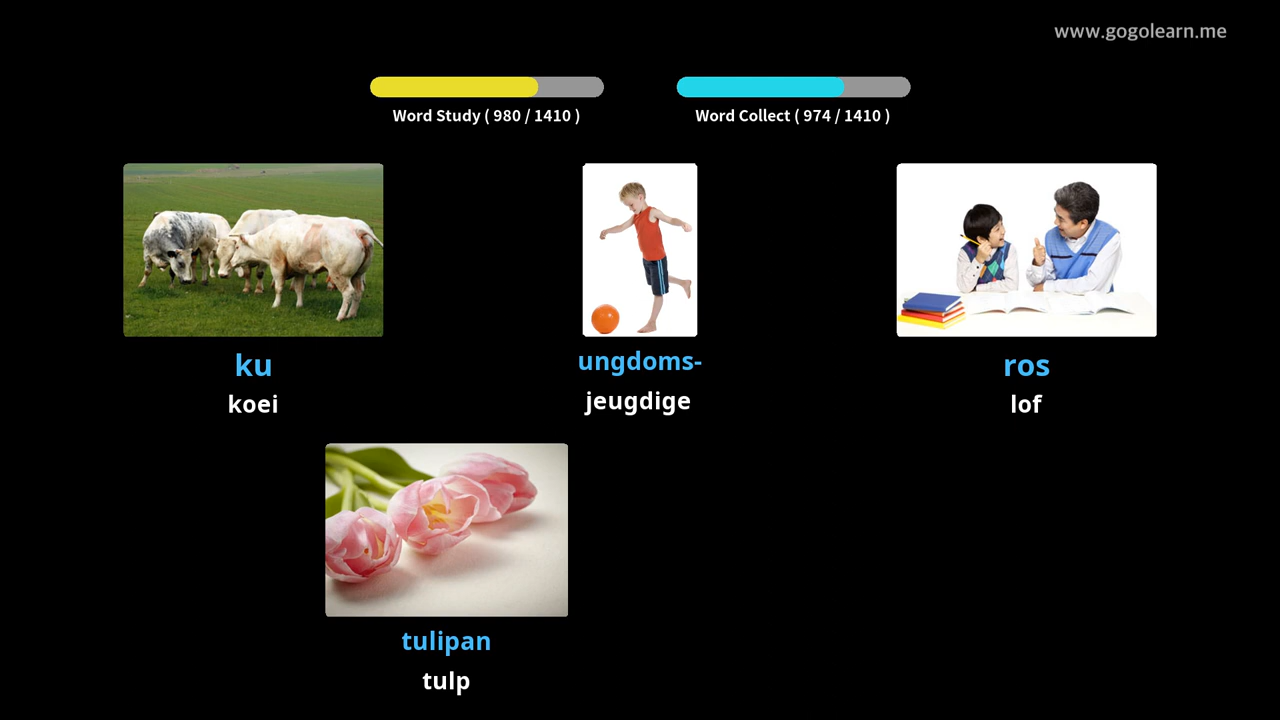 www.gogolearn.me
Word Study ( 980 / 1410 )
Word Collect ( 974 / 1410 )
ku
koei
ungdoms-
jeugdige
ros
lof
tulipan
tulp